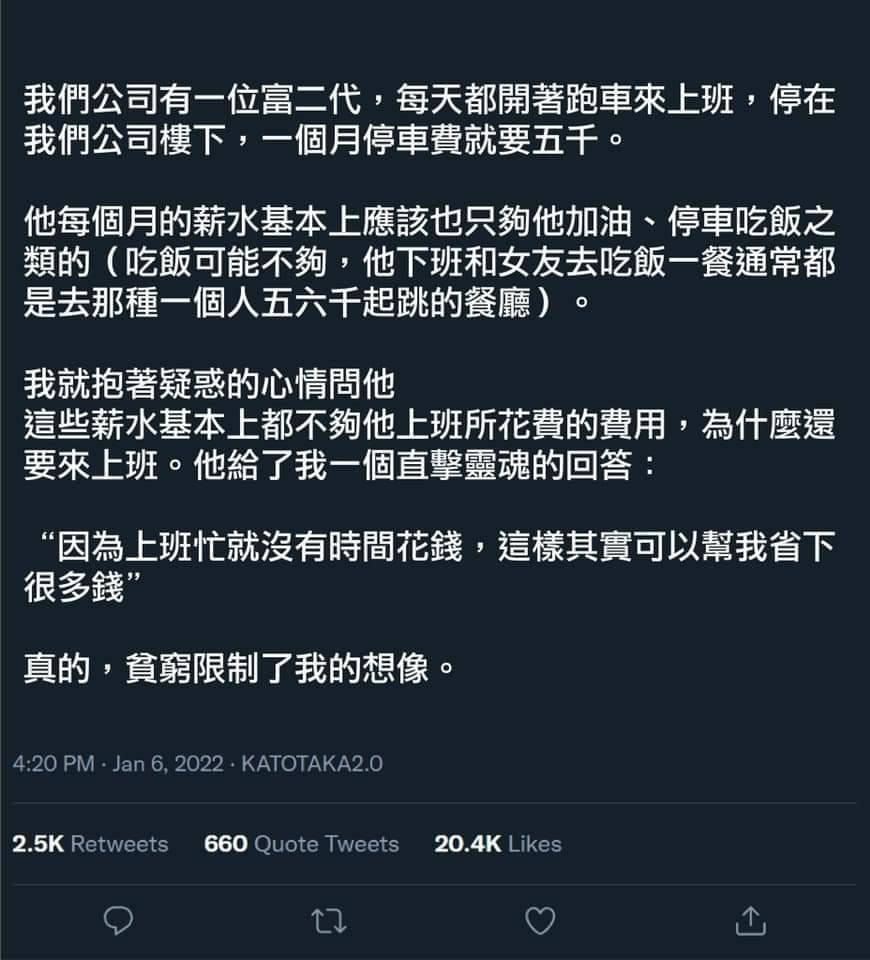 我們公司有一位富二代，每天都開著跑車來上班，停在
我們公司樓下，一個月停車費就要五千。
他每個月的薪水基本上應該也只夠他加油、停車吃飯之
類的（吃飯可能不夠，他下班和女友去吃飯一餐通常都
是去那種一個人五六千起跳的餐廳）。
我就抱著疑惑的心情問他
這些薪水基本上都不夠他上班所花費的費用，為什麼還
要來上班。他給了我一個直擊靈魂的回答：
“因為上班忙就沒有時間花錢，這樣其實可以幫我省下
很多錢”
真的，貧窮限制了我的想像。
4:20 PM · Jan 6, 2022 · KATOTAKA2.0
2.5K Retweets 660 Quote Tweets 20.4K Likes